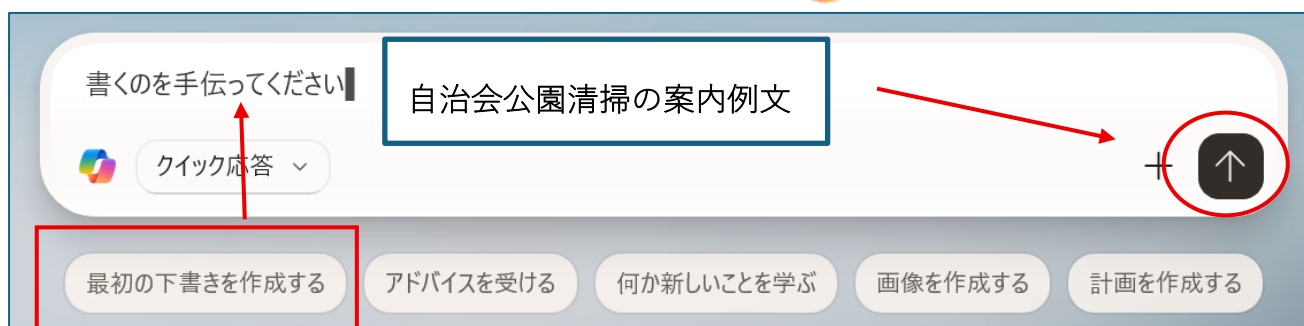 書くのを手伝ってください
自治会公園清掃の案内例文
クイック応答
最初の下書きを作成する
アドバイスを受ける
何か新しいことを学ぶ
画像を作成する
計画を作成する